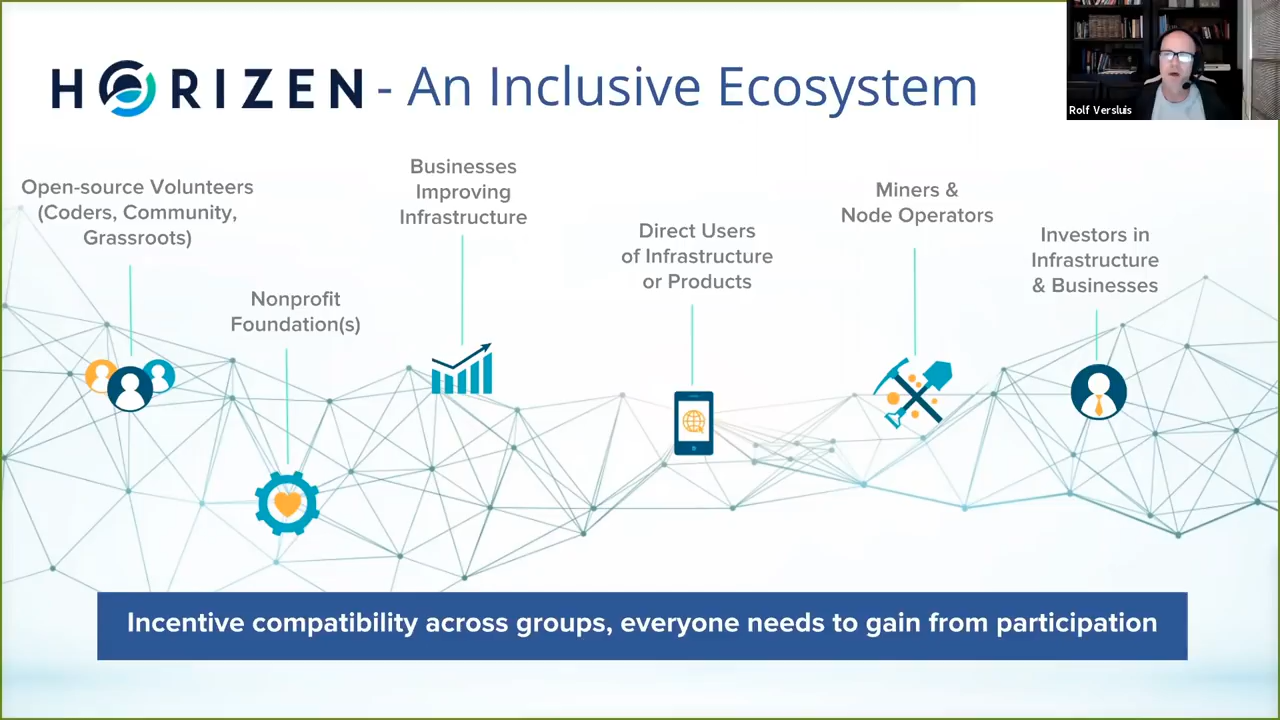 HORIZEN - An Inclusive Ecosystem
Rolf Versluis
Open-source Volunteers
(Coders, Community,
Grassroots)
Nonprofit
Foundation(s)
Businesses
Improving
Infrastructure
Direct Users
of Infrastructure
or Products
Miners &
Node Operators
Investors in
Infrastructure
& Businesses
Incentive compatibility across groups, everyone needs to gain from participation